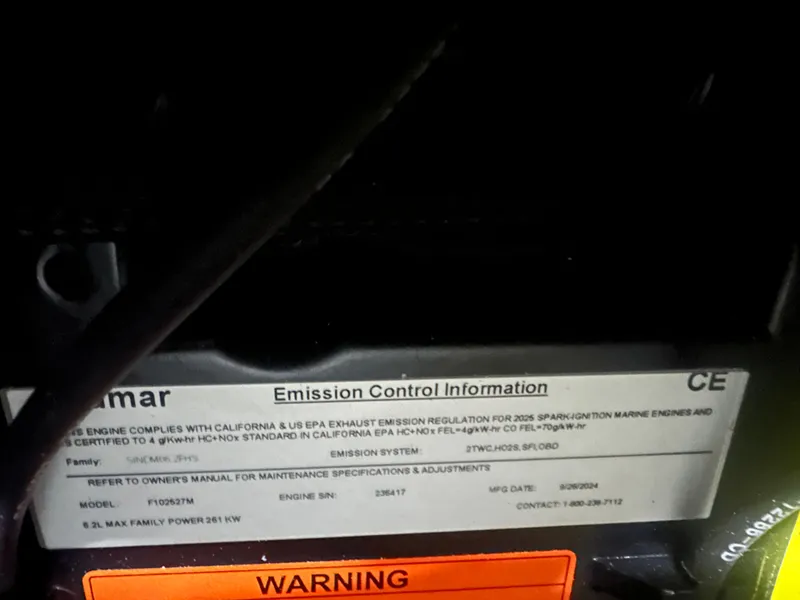 mar Emission Control Information CE
S ENGINE COMPLIES WITH CALIFORNIA & US EPA EXHAUST EMISSION REGULATION FOR 2025 SPARK-IGNITION MARINE ENGINES AND
S CERTIFIED TO 4 g/Kw-hr HC+NOx STANDARD IN CALIFORNIA EPA HC+NOx FEL=4g/kW-hr CO FEL=70g/kW-hr
Family: EMISSION SYSTEM: 2TWC,HO2S,SFI,OBD
REFER TO OWNER'S MANUAL FOR MAINTENANCE SPECIFICATIONS & ADJUSTMENTS
MODEL: F102527M ENGINE S/N: 236417 MFG DATE: 9/26/2024
6.2L MAX FAMILY POWER 261 KW CONTACT: 1-800-238-7112
WARNING